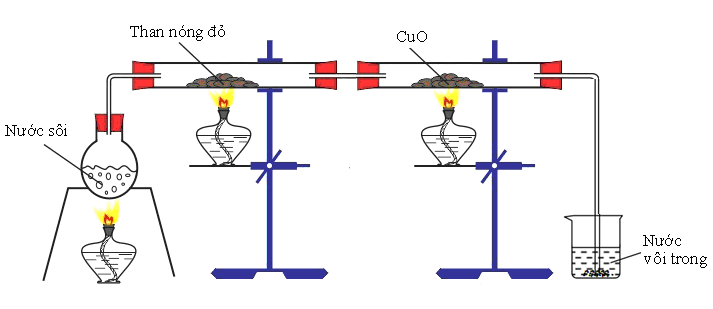 Than nóng đỏ
CuO
Nước sôi
Nước
vôi trong